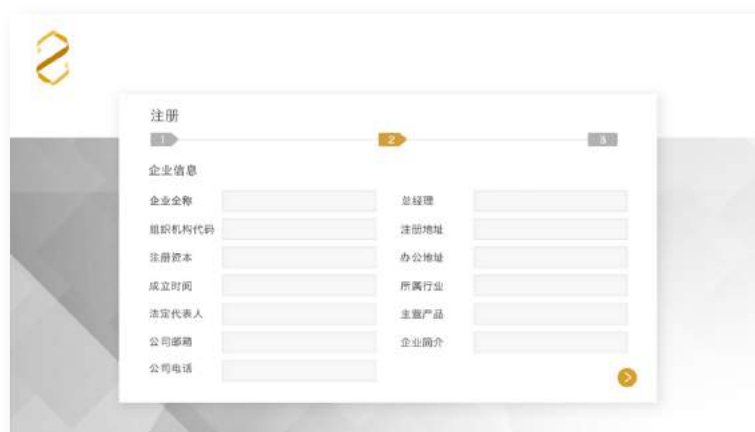 注册
1 2 3
企业信息
企业全称 总经理
组织机构代码 注册地址
注册资本 办公地址
成立时间 所属行业
法定代表人 主营产品
公司邮箱 企业简介
公司电话